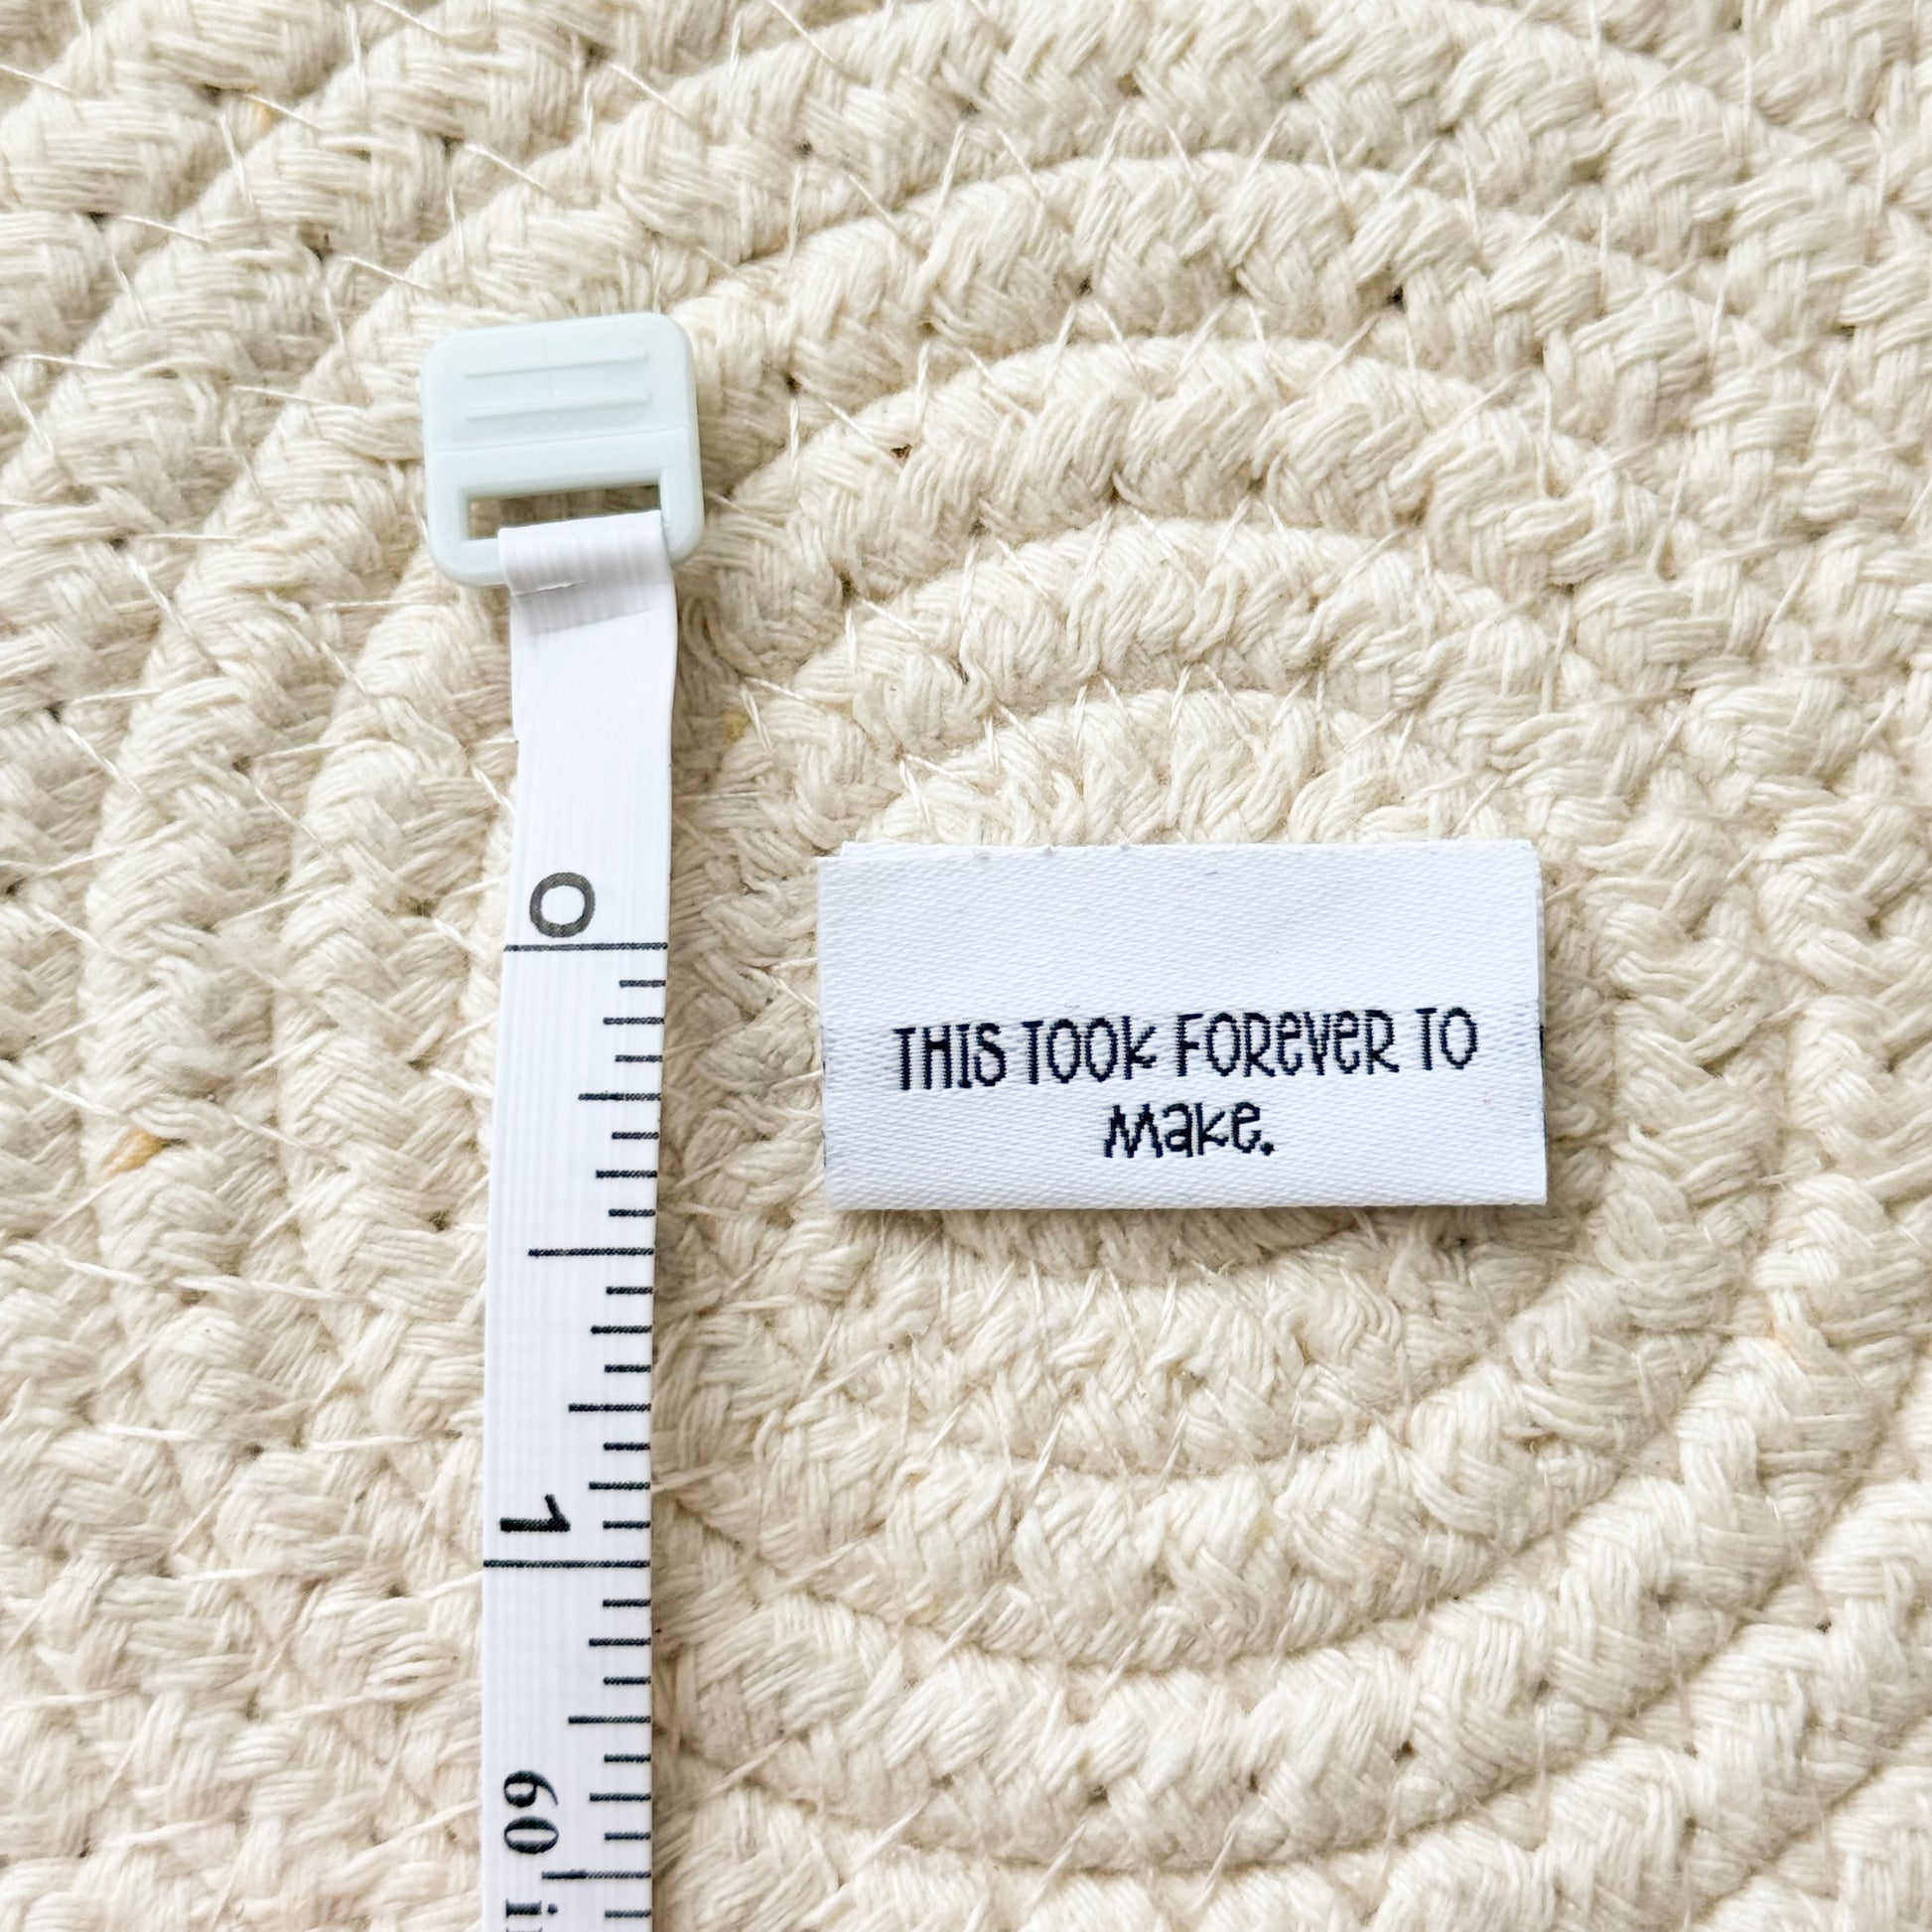 0
THIS TOOK FOREVER TO
Make.
1
60 i